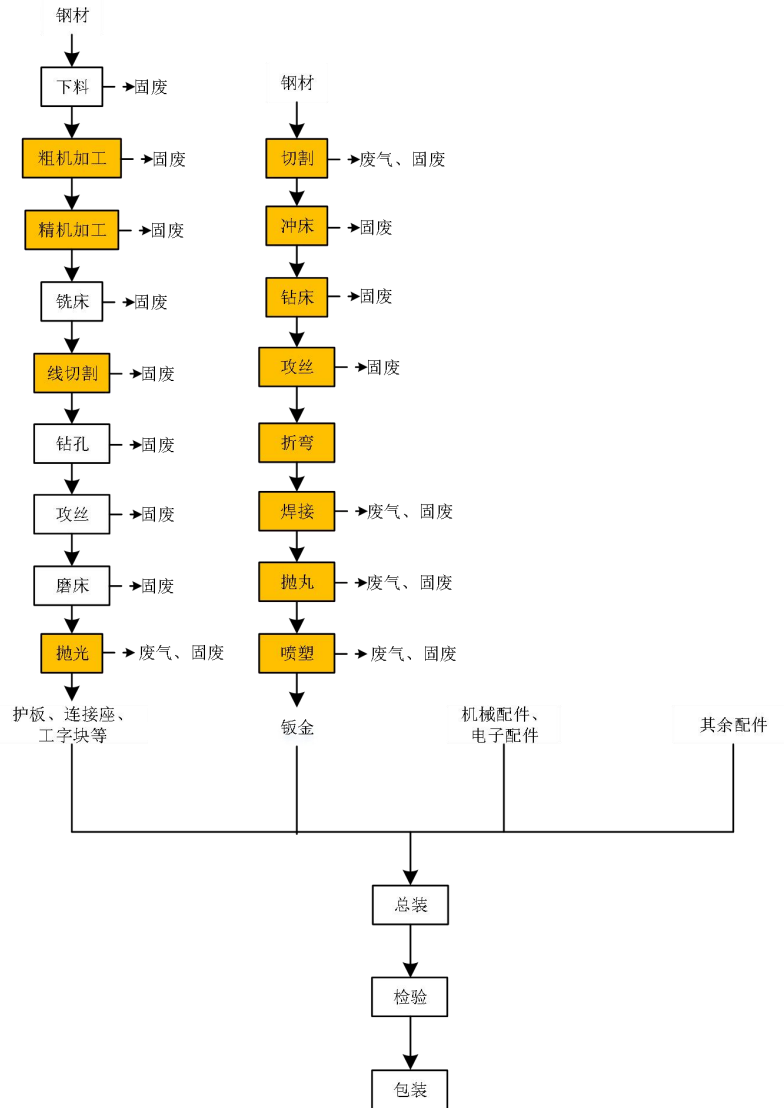 钢材
下料
固废
粗机加工
固废
精机加工
固废
铣床
固废
线切割
固废
钻孔
固废
攻丝
固废
磨床
固废
抛光
废气、固废
护板、连接座、
工字块等
钢材
切割
废气、固废
冲床
固废
钻床
固废
攻丝
固废
折弯
焊接
废气、固废
抛丸
废气、固废
喷塑
废气、固废
钣金
机械配件、
电子配件
其余配件
总装
检验
包装